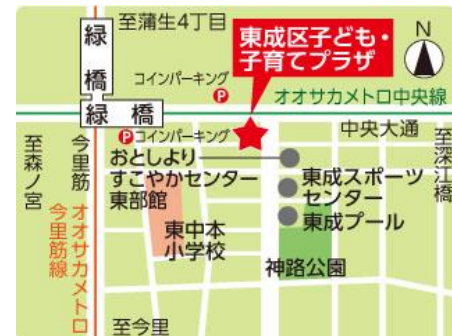 至蒲生4丁目
緑
橋
緑 橋
東成区子ども・
子育てプラザ
N
コインパーキング
P
オオサカメトロ中央線
P コインパーキング
中央大通
至森ノ宮
今里筋
オオサカメトロ
今里筋線
おとしより
すこやかセンター
東部館
東成スポーツ
センター
東成プール
至深江橋
東中本
小学校
神路公園
至今里